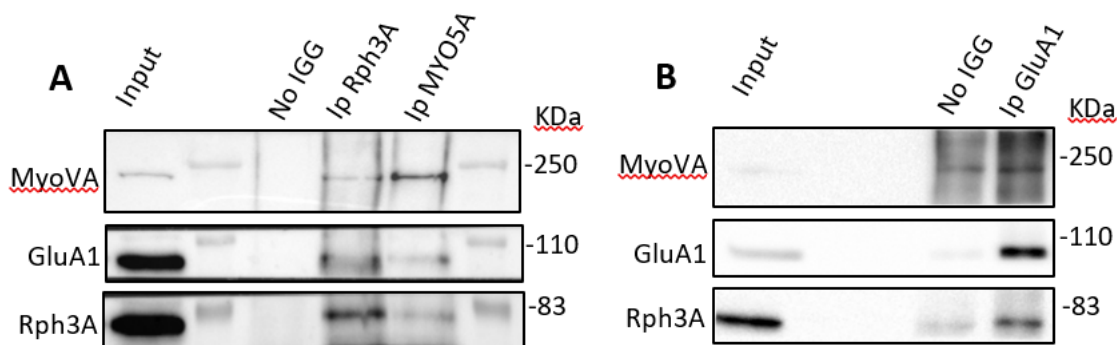 A
Input
No IGG
Ip Rph3A
Ip MYO5A
KDa
MyoVA
-250
GluA1
-110
Rph3A
-83
B
Input
No IGG
Ip GluA1
KDa
MyoVA
-250
GluA1
-110
Rph3A
-83